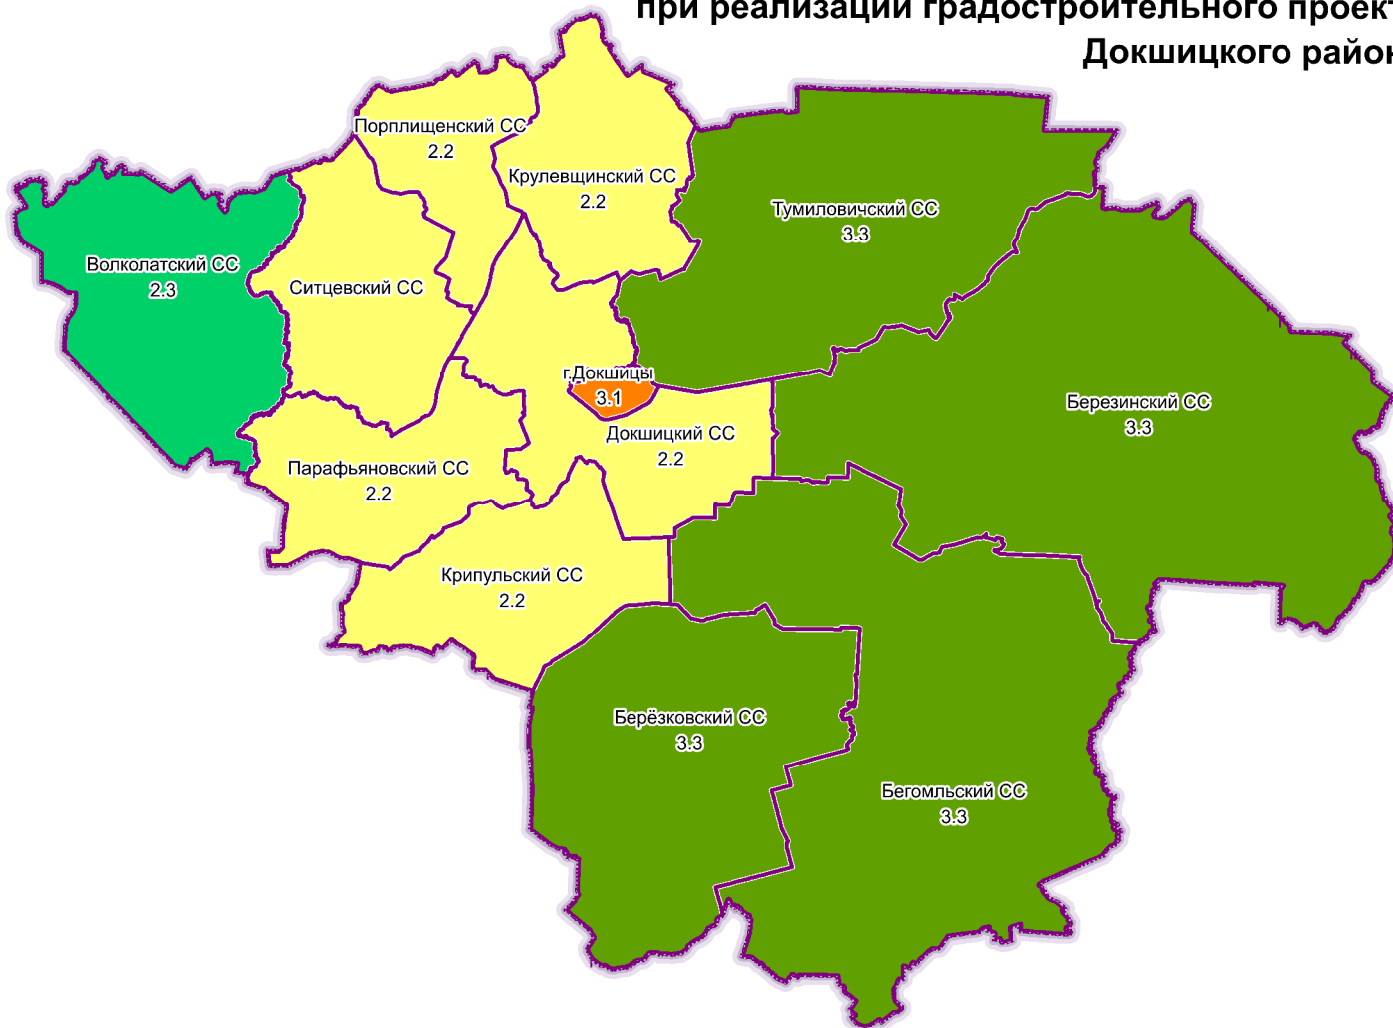 при реализации градостроительного проект
Докшицкого район
Порплищенский СС
2.2
Крулевщинский СС
2.2
Тумиловичский СС
3.3
Волколатский СС
2.3
Ситцевский СС
г.Докшицы
3.1
Березинский СС
3.3
Докшицкий СС
2.2
Парафьяновский СС
2.2
Крипульский СС
2.2
Берёзковский СС
3.3
Бегомльский СС
3.3